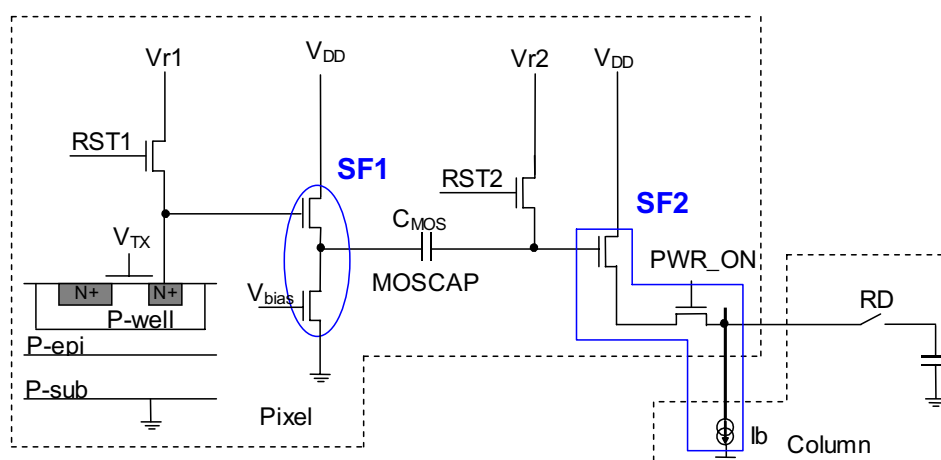 Vr1
VDD
Vr2
VDD
RST1
SF1
RST2
SF2
CMOS
VTX
PWR_ON
MOSCAP
N+
N+
Vbias
RD
P-well
P-epi
P-sub
Pixel
Ib
Column